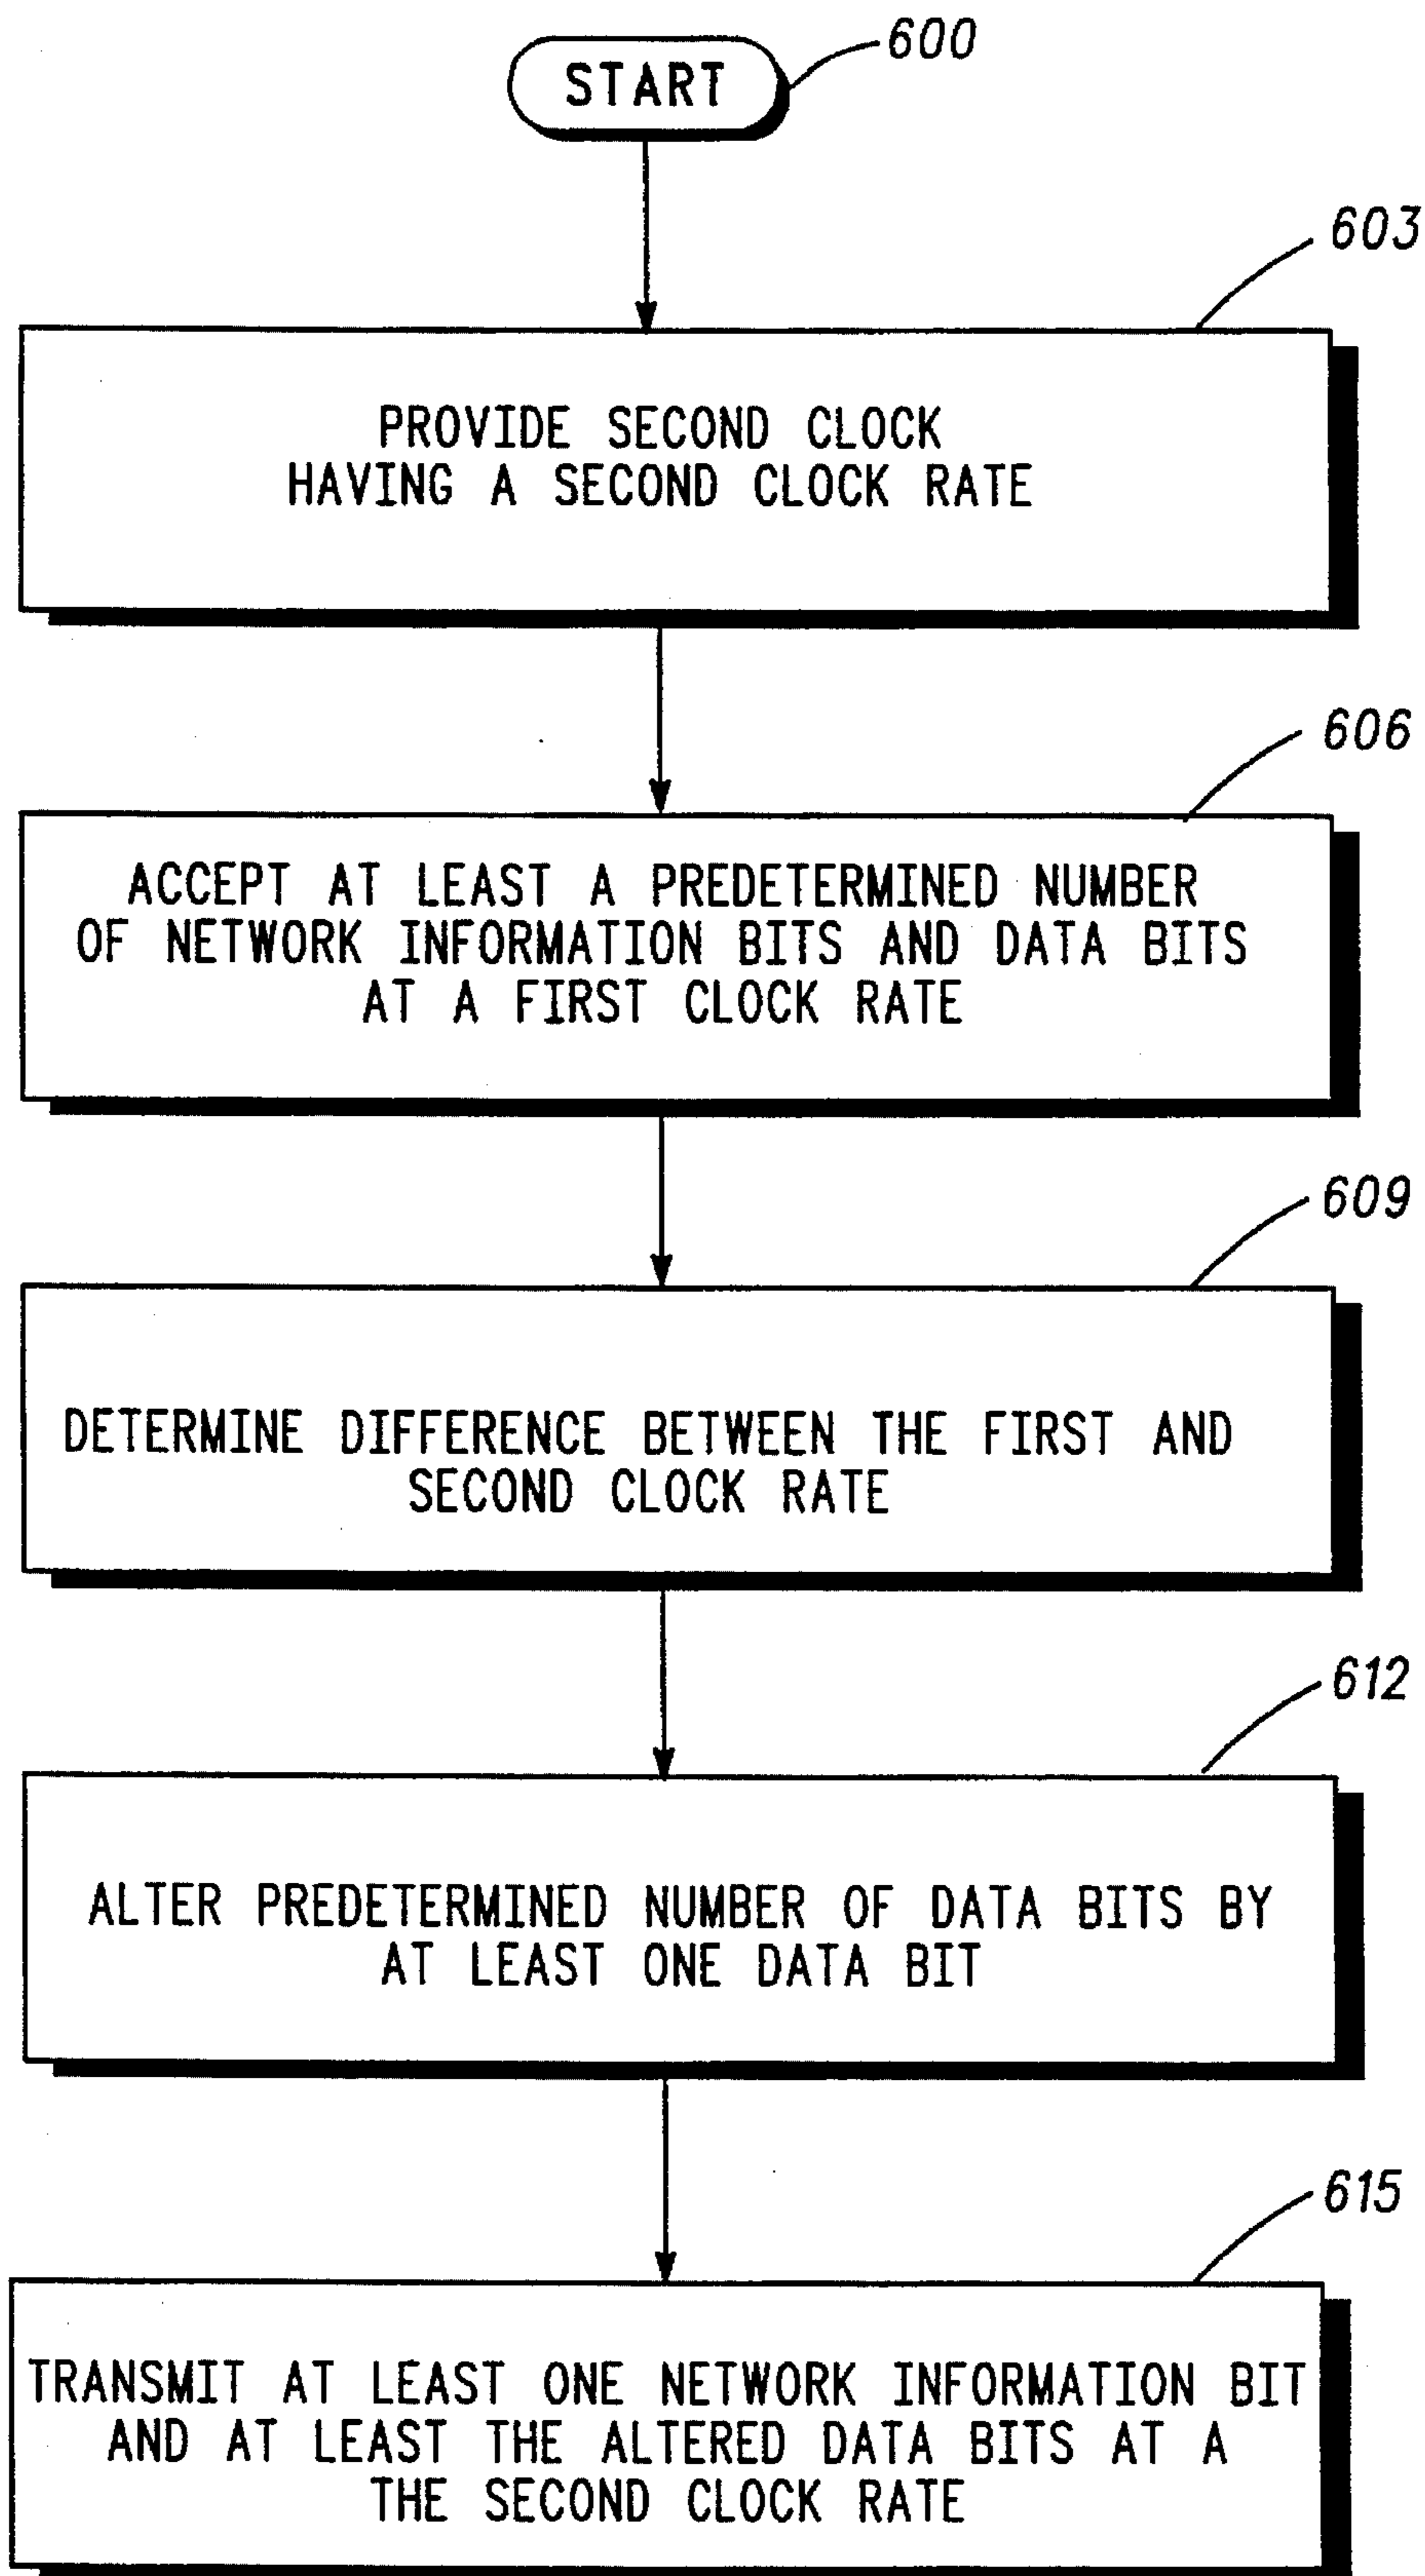 START
600
603
PROVIDE SECOND CLOCK
HAVING A SECOND CLOCK RATE
606
ACCEPT AT LEAST A PREDETERMINED NUMBER
OF NETWORK INFORMATION BITS AND DATA BITS
AT A FIRST CLOCK RATE
609
DETERMINE DIFFERENCE BETWEEN THE FIRST AND
SECOND CLOCK RATE
612
ALTER PREDETERMINED NUMBER OF DATA BITS BY
AT LEAST ONE DATA BIT
615
TRANSMIT AT LEAST ONE NETWORK INFORMATION BIT
AND AT LEAST THE ALTERED DATA BITS AT A
THE SECOND CLOCK RATE